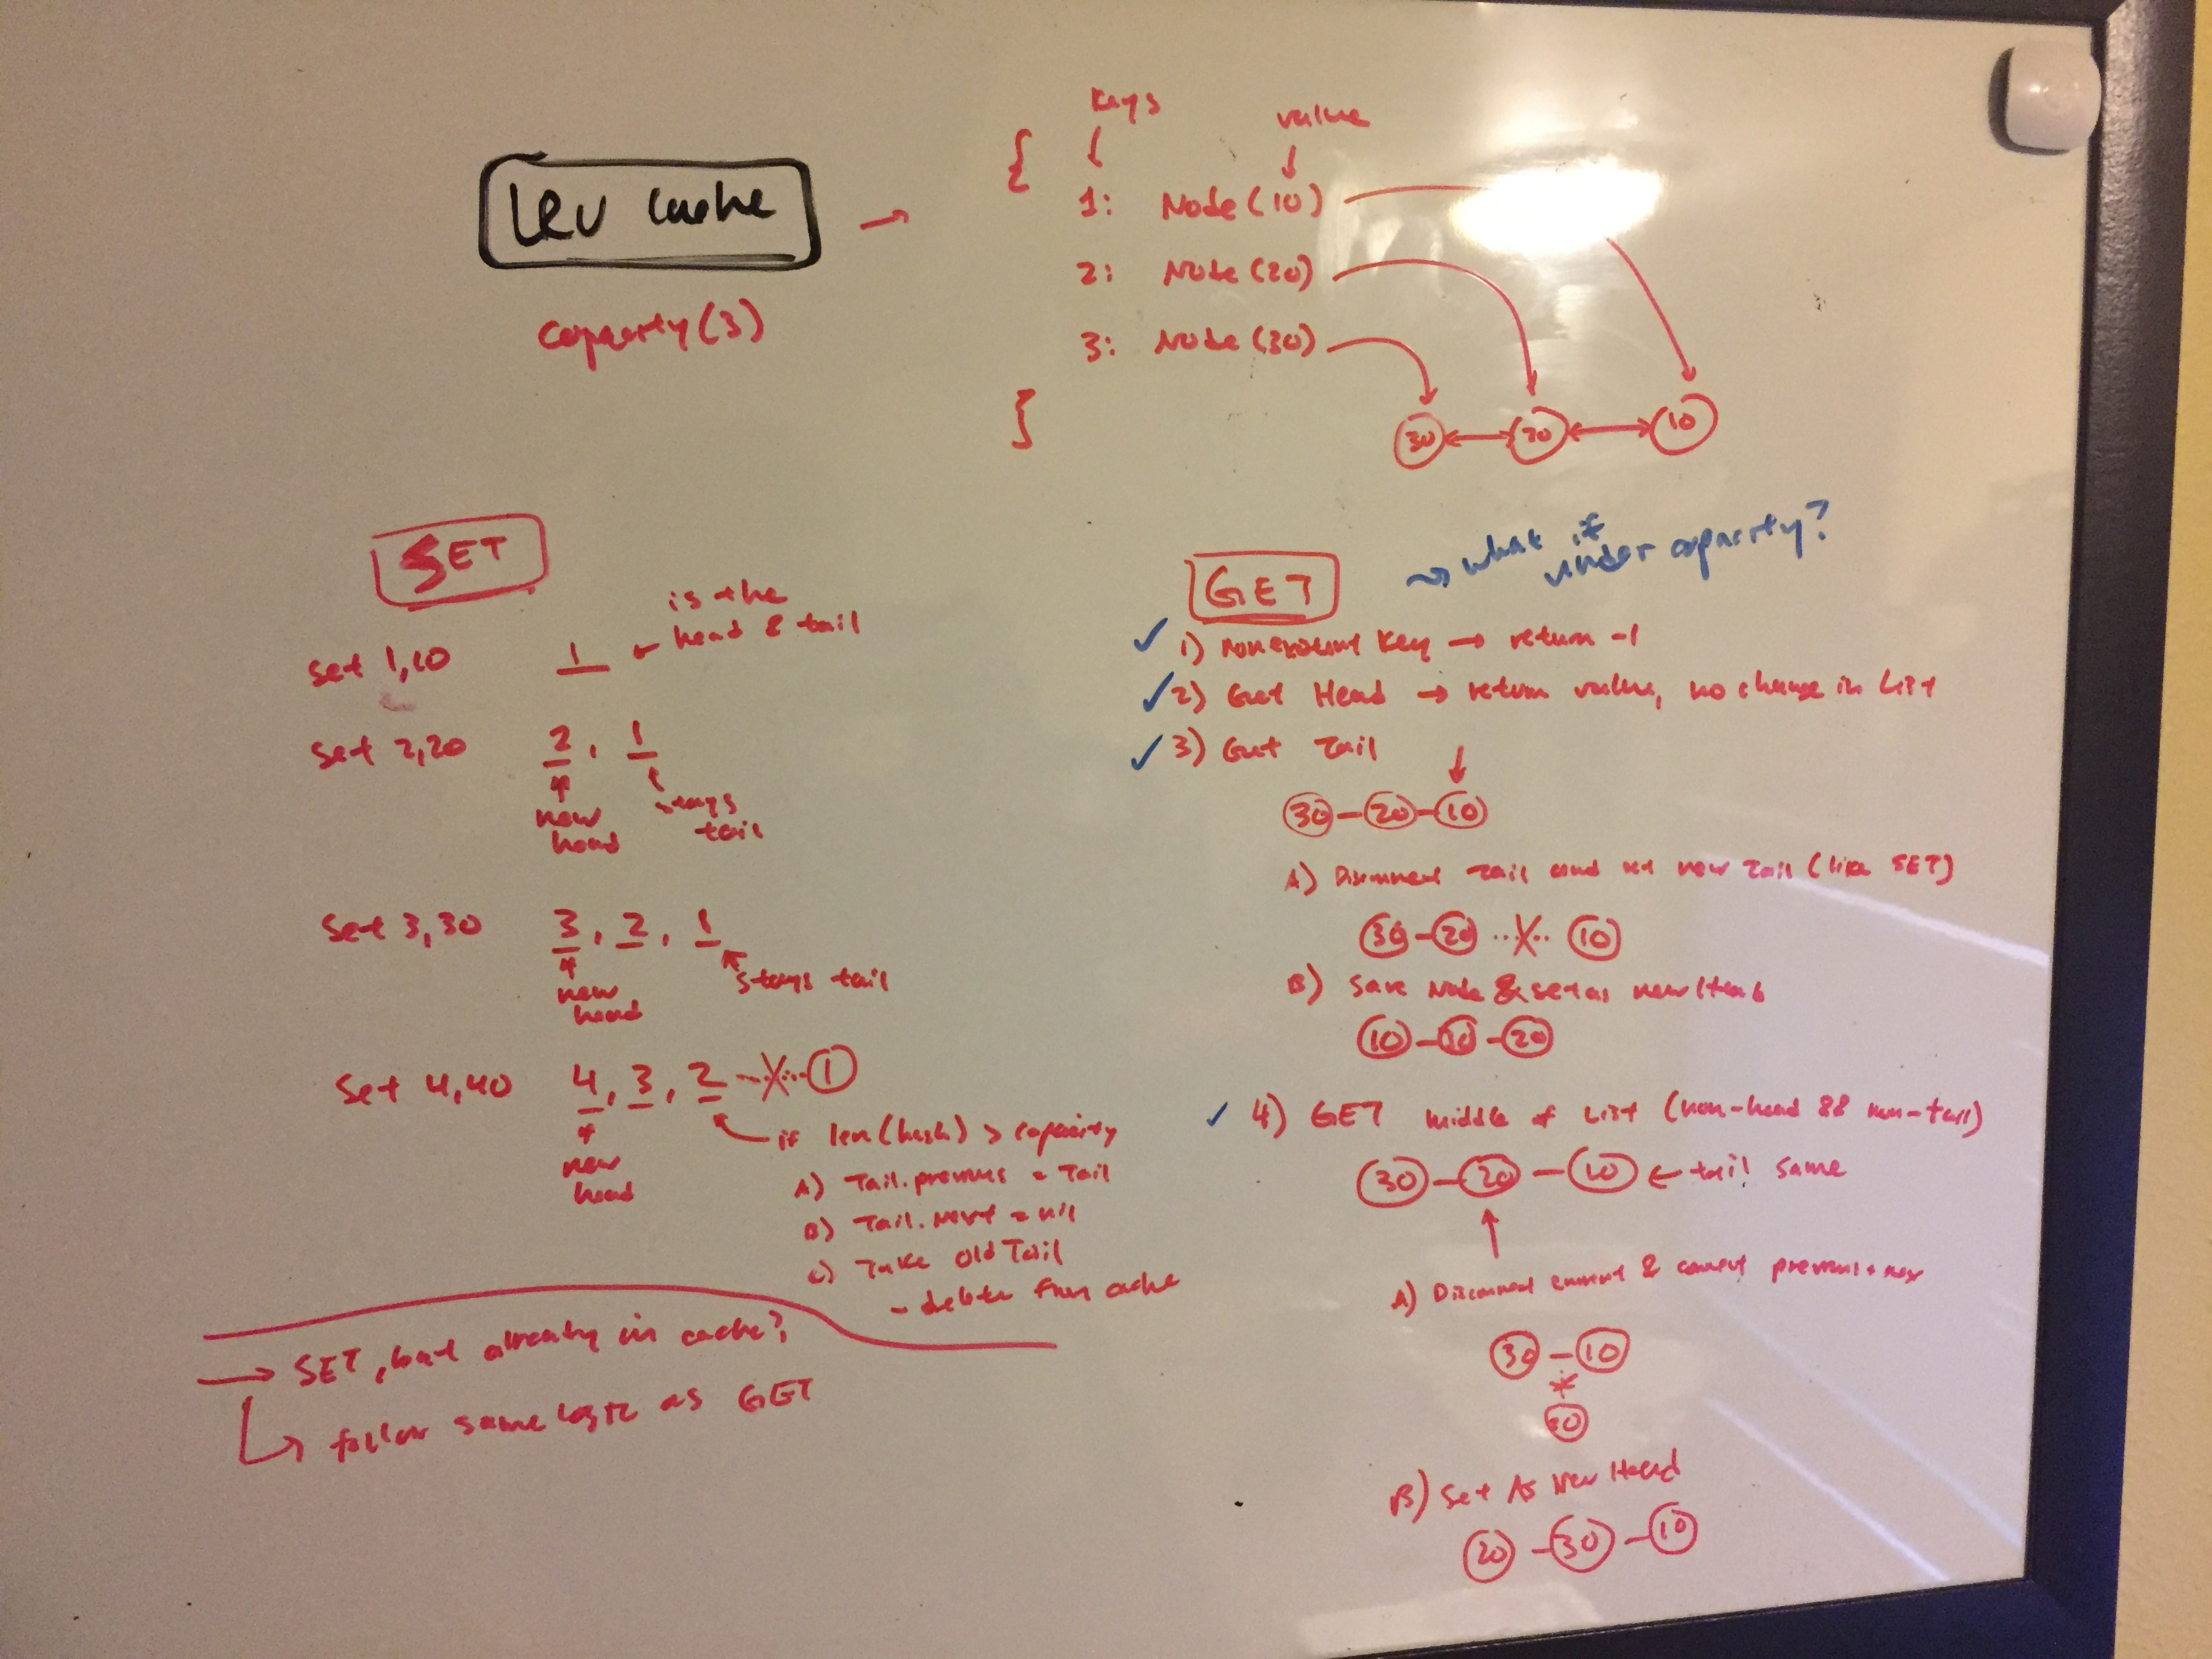 LRU Cache
capacity(3)
→
keys
value
{
1: Node(10)
2: Node(20)
3: Node(30)
}
30 20 10
SET
set 1,10 1 ← is the head & tail
set 2,20 2, 1
new head
stays tail
set 3,30 3, 2, 1
new head
stays tail
set 4,40 4, 3, 2 --X-- 1
new head
if len(hash) > capacity
A) Tail.previous = Tail
B) Tail.next = nil
C) Take old Tail
- delete from cache
→ SET, but already in cache?
↳ follow same logic as GET
GET
→ what if under capacity?
✓ 1) nonexistent key → return -1
✓ 2) Get Head → return value, no change in List
✓ 3) Get Tail
30 - 20 - 10
A) Disconnect Tail and set new Tail (like SET)
30 - 20 ..X.. 10
B) Save Node & set as new Head
10 - 30 - 20
✓ 4) GET middle of List (non-head && non-tail)
30 - 20 - 10 ← tail same
A) Disconnect current & connect previous + next
30 - 10
B) Set As New Head
20 - 30 - 10